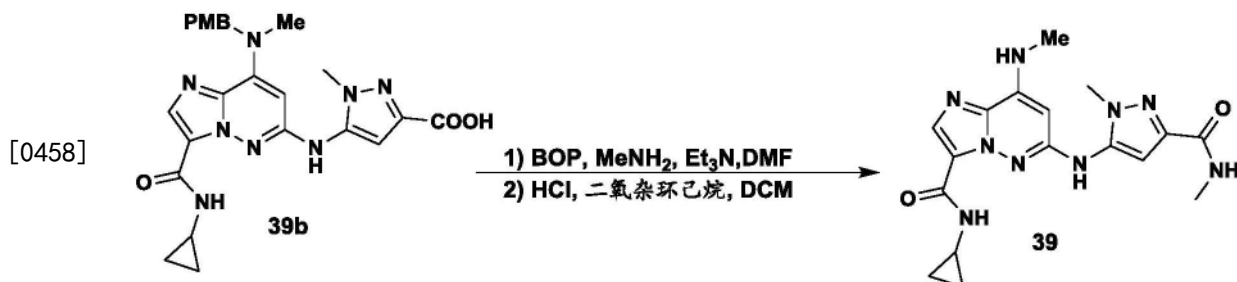 [0458]
PMB
Me
N
N
N
N
N
N
N
N
H
COOH
O
NH
39b
1) BOP, MeNH₂, Et₃N,DMF
2) HCl, 二氧杂环己烷, DCM
HN
Me
N
N
N
N
N
N
H
O
NH
O
NH
39